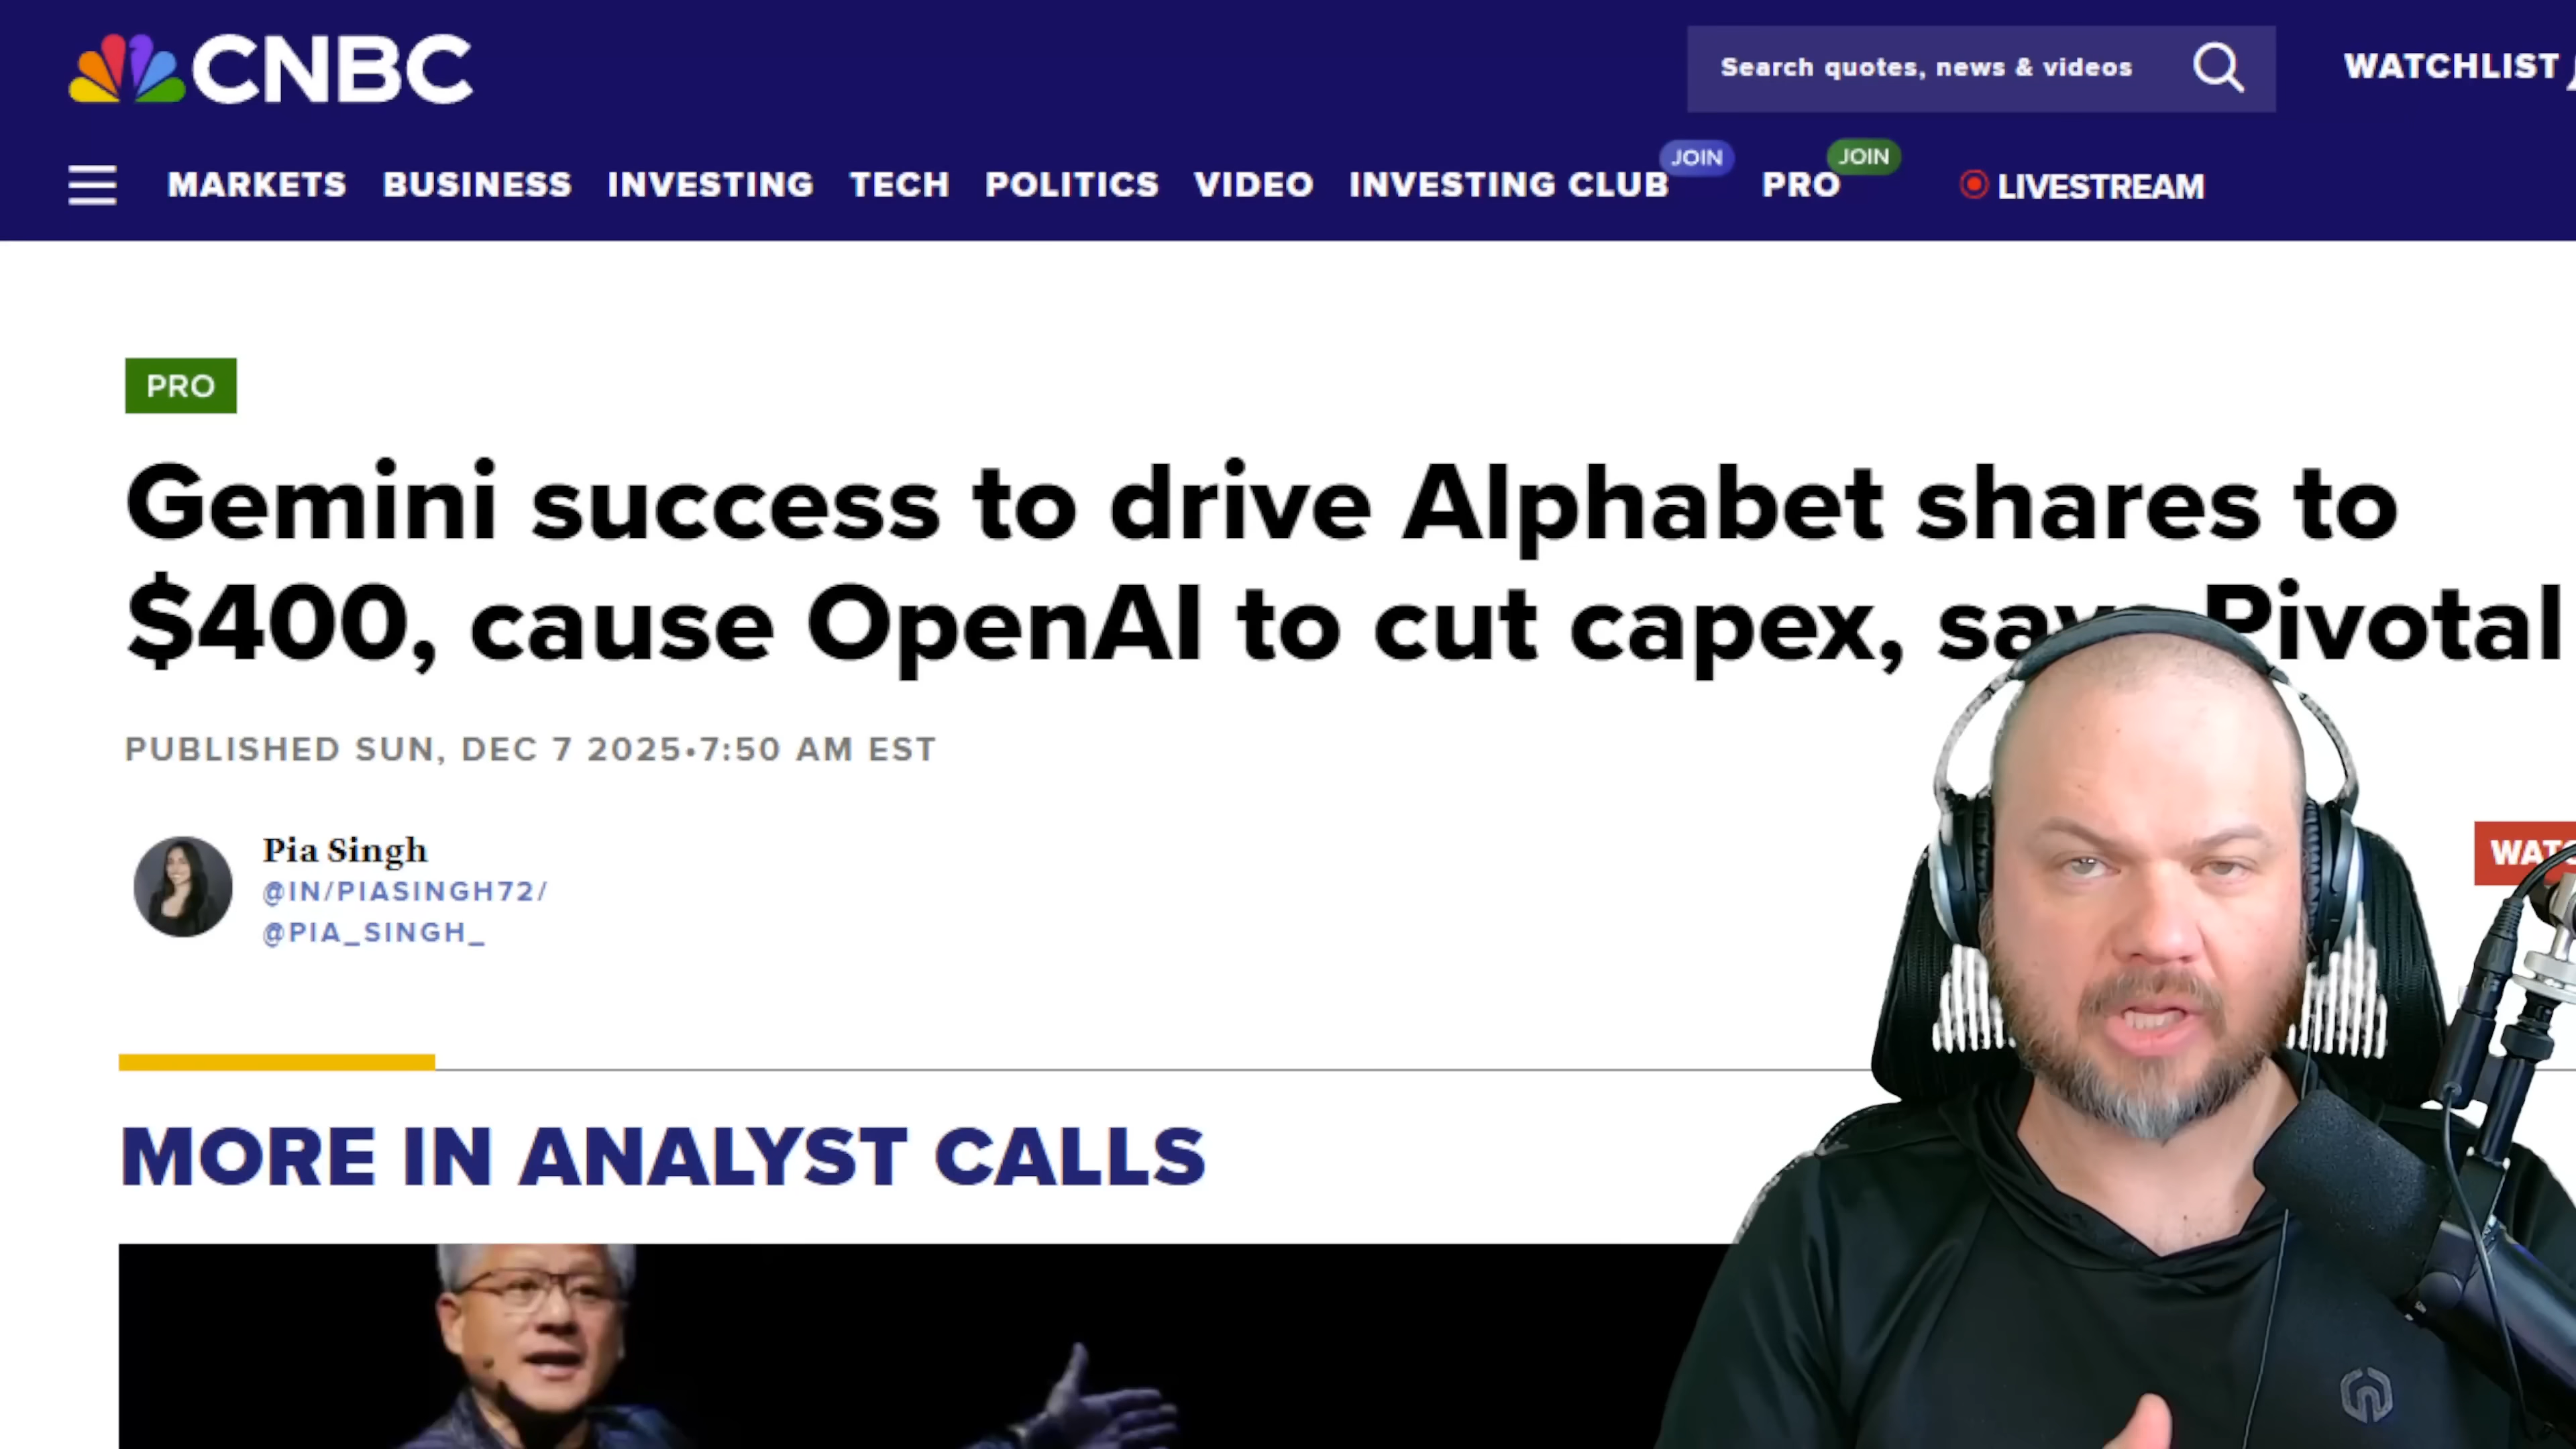 CNBC
Search quotes, news & videos
WATCHLIST
MARKETS BUSINESS INVESTING TECH POLITICS VIDEO INVESTING CLUB JOIN PRO JOIN LIVESTREAM
PRO
Gemini success to drive Alphabet shares to
$400, cause OpenAI to cut capex, Pivotal
PUBLISHED SUN, DEC 7 2025•7:50 AM EST
Pia Singh
@IN/PIASINGH72/
@PIA_SINGH_
MORE IN ANALYST CALLS